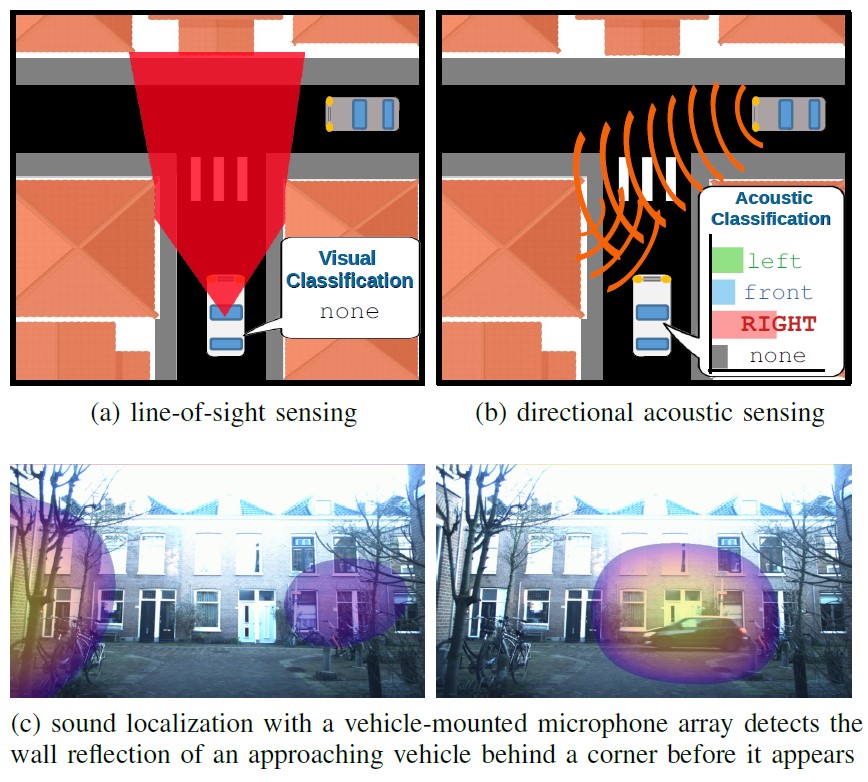 Visual
Classification
none
Acoustic
Classification
left
front
RIGHT
none
(a) line-of-sight sensing
(b) directional acoustic sensing
(c) sound localization with a vehicle-mounted microphone array detects the
wall reflection of an approaching vehicle behind a corner before it appears